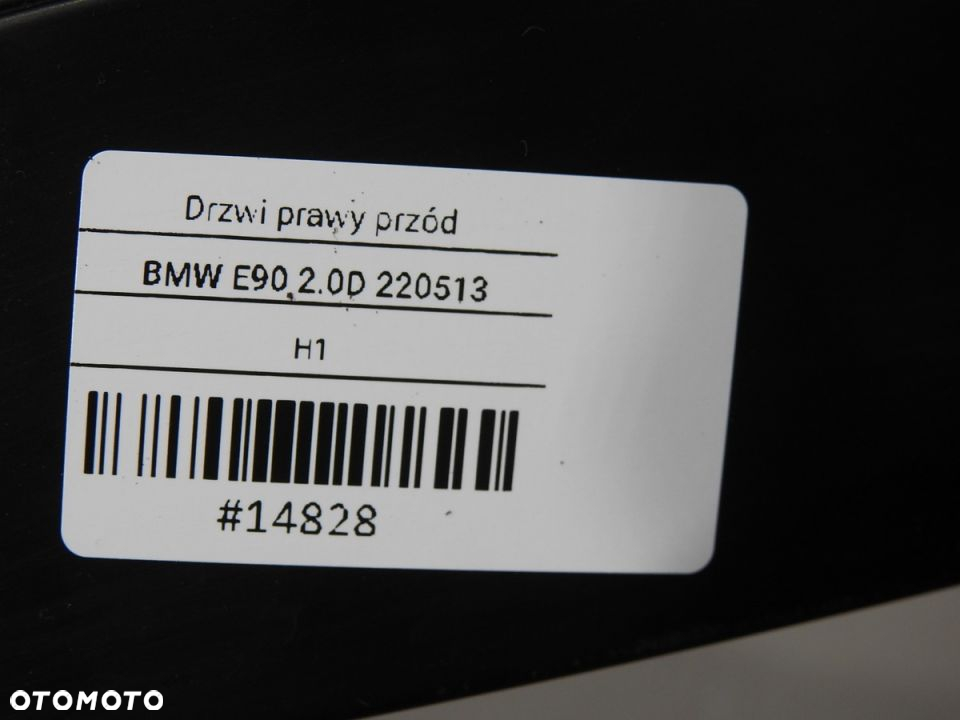 Drzwi prawy przód
BMW E90 2.0D 220513
H1
#14828
OTOMOTO